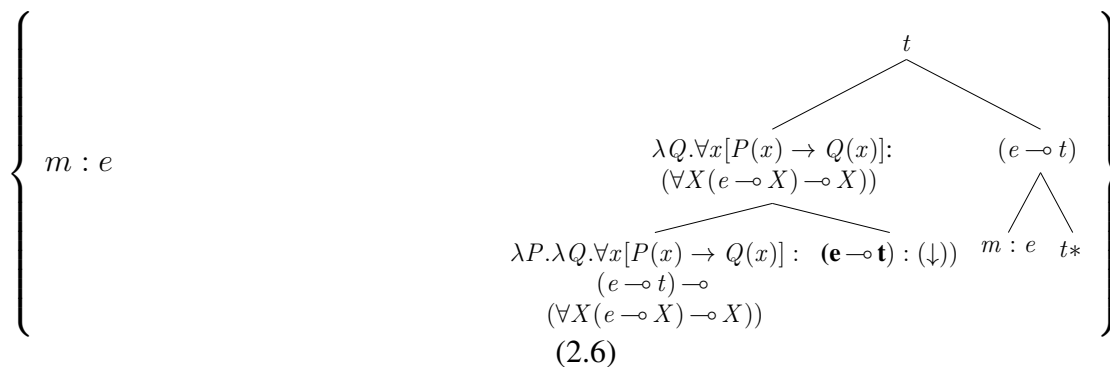 t
m : e
λQ.∀x[P(x) → Q(x)]: (e ⊸ t)
(∀X(e ⊸ X) ⊸ X))
λP.λQ.∀x[P(x) → Q(x)] : (e ⊸ t) : (↓)) m : e t*
(e ⊸ t) ⊸
(∀X(e ⊸ X) ⊸ X))
(2.6)